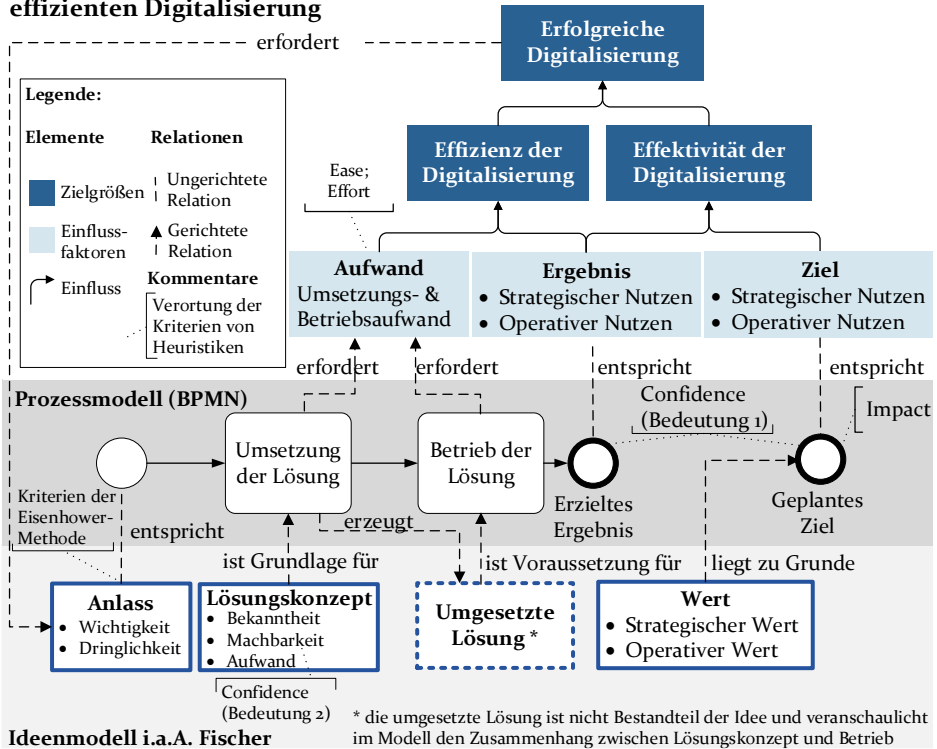 effizienten Digitalisierung
erfordert
Erfolgreiche
Digitalisierung
Legende:
Elemente
Relationen
Zielgrößen
Ungerichtete
Relation
Einfluss-
faktoren
Gerichtete
Relation
Einfluss
Kommentare
Verortung der
Kriterien von
Heuristiken
Effizienz der
Digitalisierung
Effektivität der
Digitalisierung
Ease;
Effort
Aufwand
Umsetzungs- &
Betriebsaufwand
Ergebnis
• Strategischer Nutzen
• Operativer Nutzen
Ziel
• Strategischer Nutzen
• Operativer Nutzen
erfordert
erfordert
entspricht
entspricht
Prozessmodell (BPMN)
Umsetzung
der Lösung
Betrieb der
Lösung
Confidence
(Bedeutung 1)
Impact
Erzieltes
Ergebnis
Geplantes
Ziel
Kriterien der
Eisenhower-
Methode
entspricht
erzeugt
ist Grundlage für
ist Voraussetzung für
liegt zu Grunde
Anlass
• Wichtigkeit
• Dringlichkeit
Lösungskonzept
• Bekanntheit
• Machbarkeit
• Aufwand
Umgesetzte
Lösung *
Wert
• Strategischer Wert
• Operativer Wert
Confidence
(Bedeutung 2)
* die umgesetzte Lösung ist nicht Bestandteil der Idee und veranschaulicht
im Modell den Zusammenhang zwischen Lösungskonzept und Betrieb
Ideenmodell i.a.A. Fischer